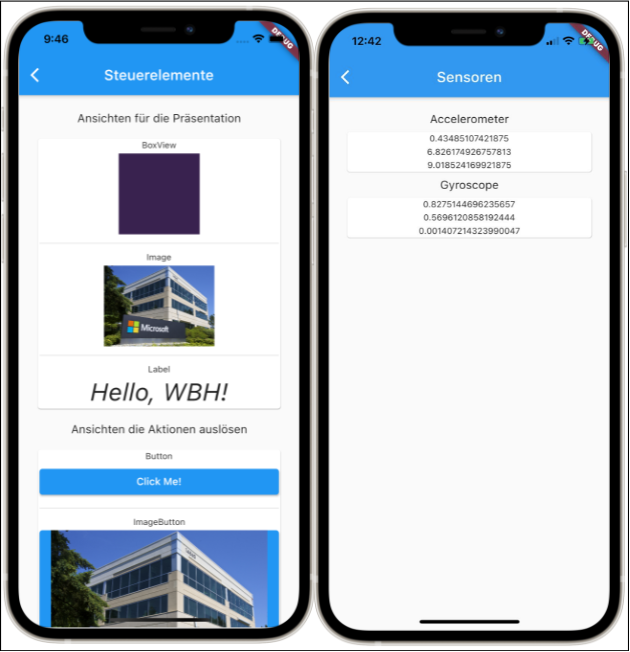 9:46
DEBUG
Steuerelemente
Ansichten für die Präsentation
BoxView
Image
Microsoft
Label
Hello, WBH!
Ansichten die Aktionen auslösen
Button
Click Me!
ImageButton
12:42
DEBUG
Sensoren
Accelerometer
0.43485107421875
6.826174926757813
9.018524169921875
Gyroscope
0.8275144696235657
0.5696120858192444
0.001407214323990047